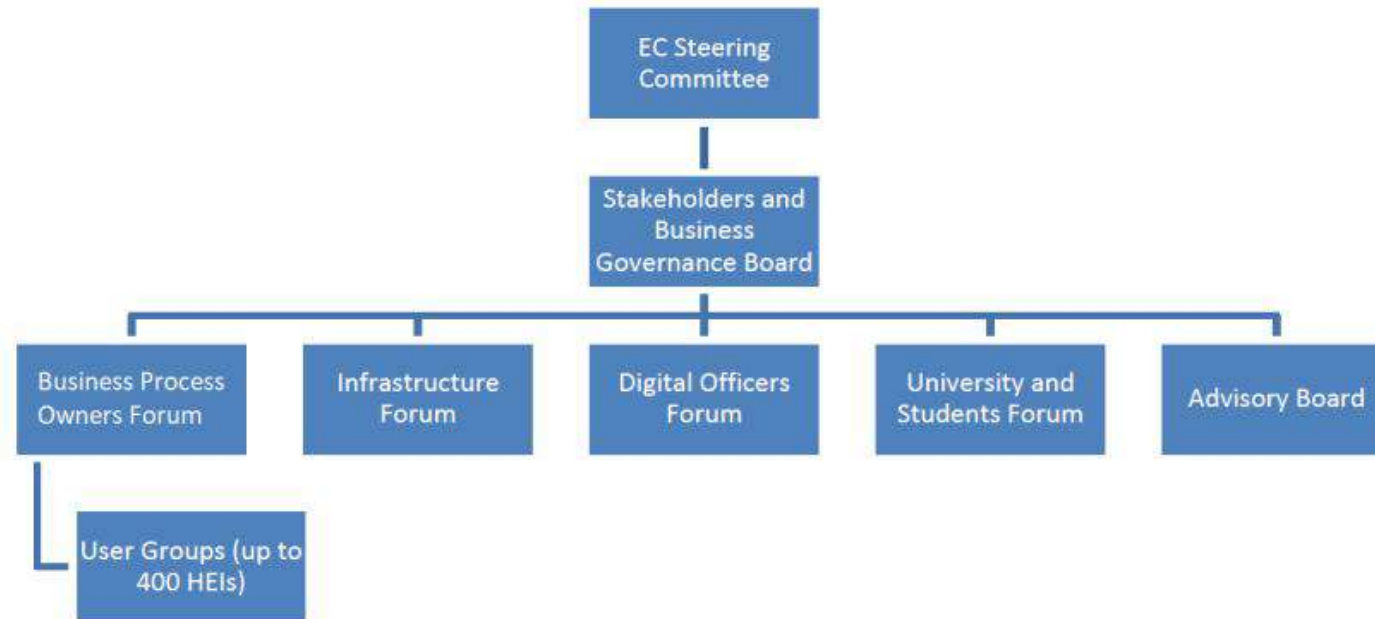 EC Steering
Committee
Stakeholders and
Business
Governance Board
Business Process
Owners Forum
Infrastructure
Forum
Digital Officers
Forum
University and
Students Forum
Advisory Board
User Groups (up to
400 HEIs)